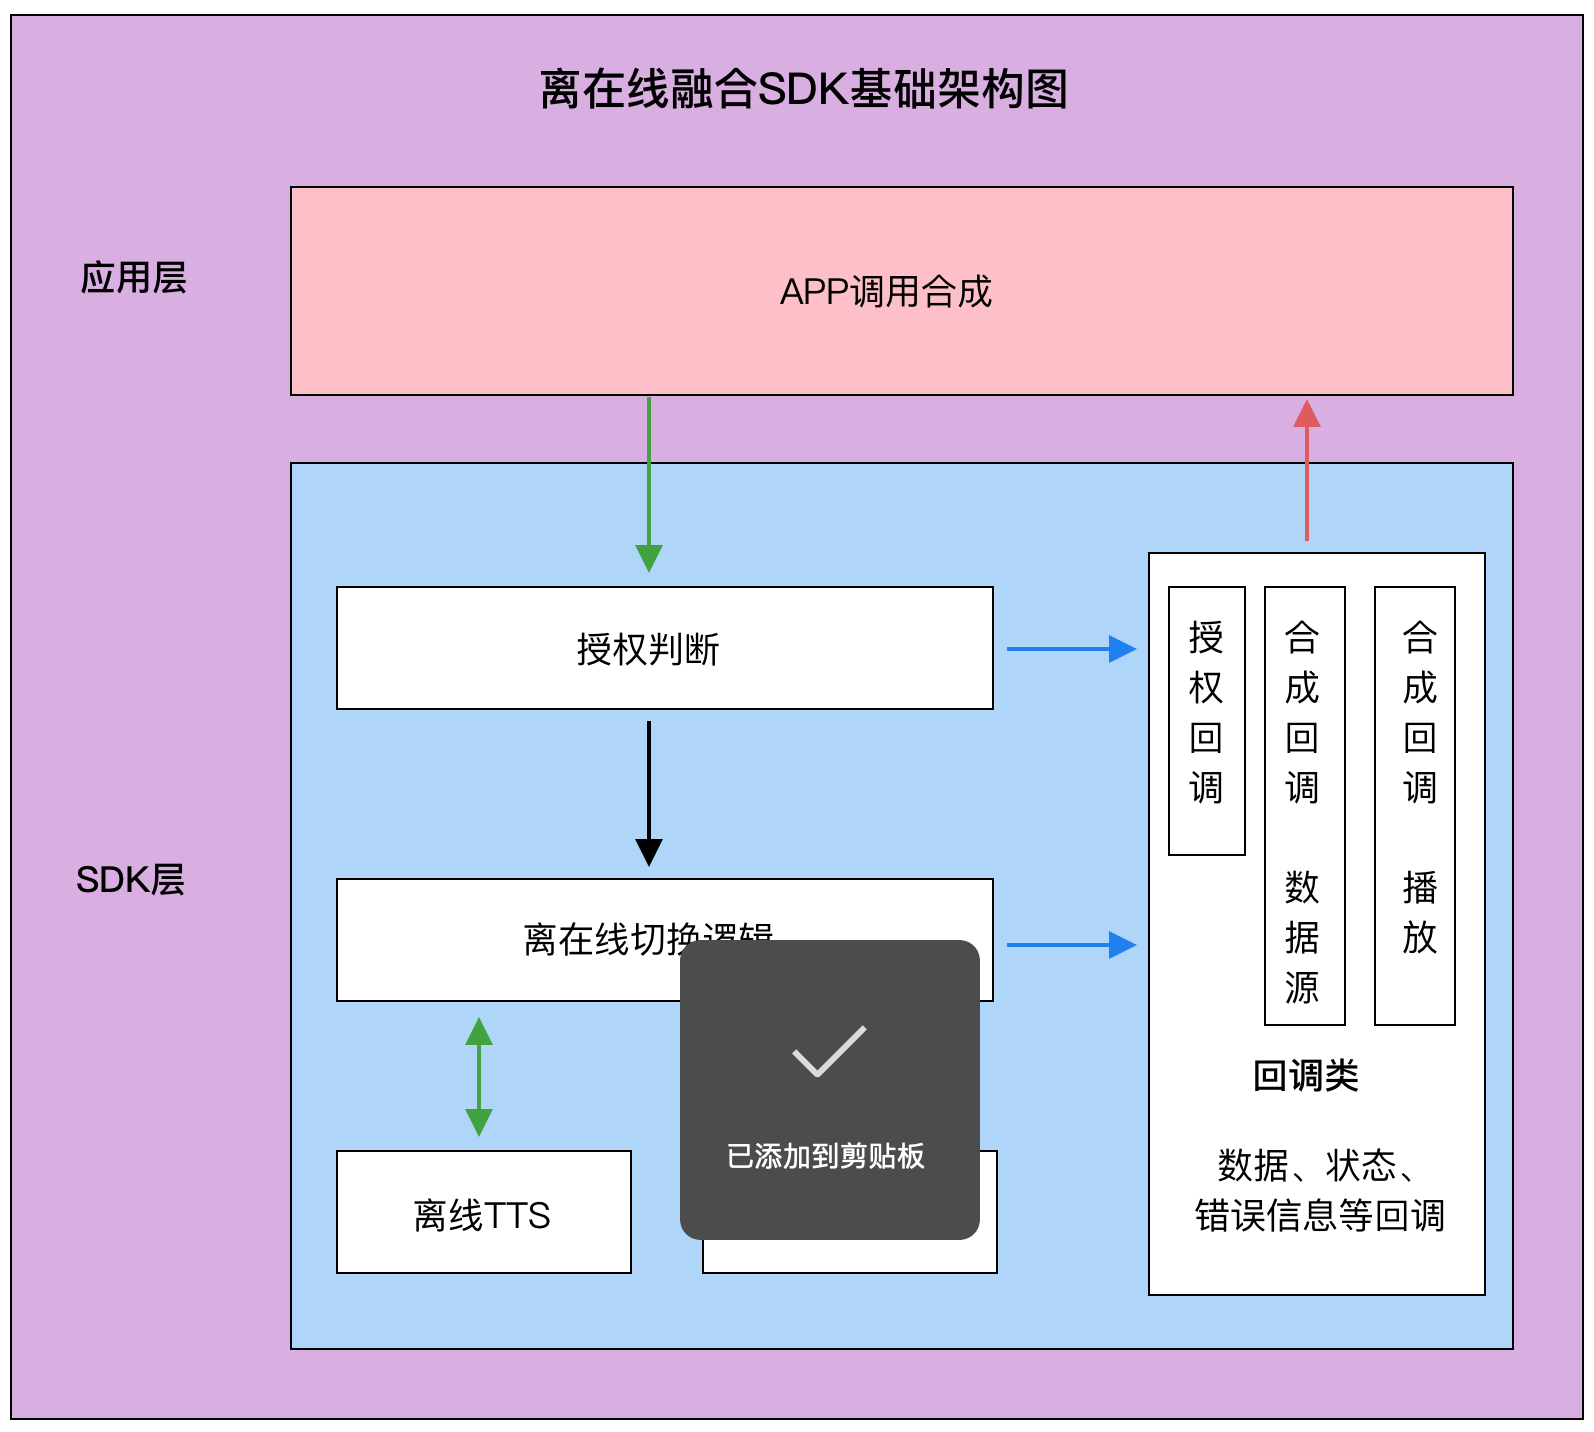 离在线融合SDK基础架构图
应用层
APP调用合成
授权判断
授权回调
合成回调 数据源
合成回调 播放
SDK层
离在线切换逻辑
已添加到剪贴板
离线TTS
回调类
数据、状态、
错误信息等回调